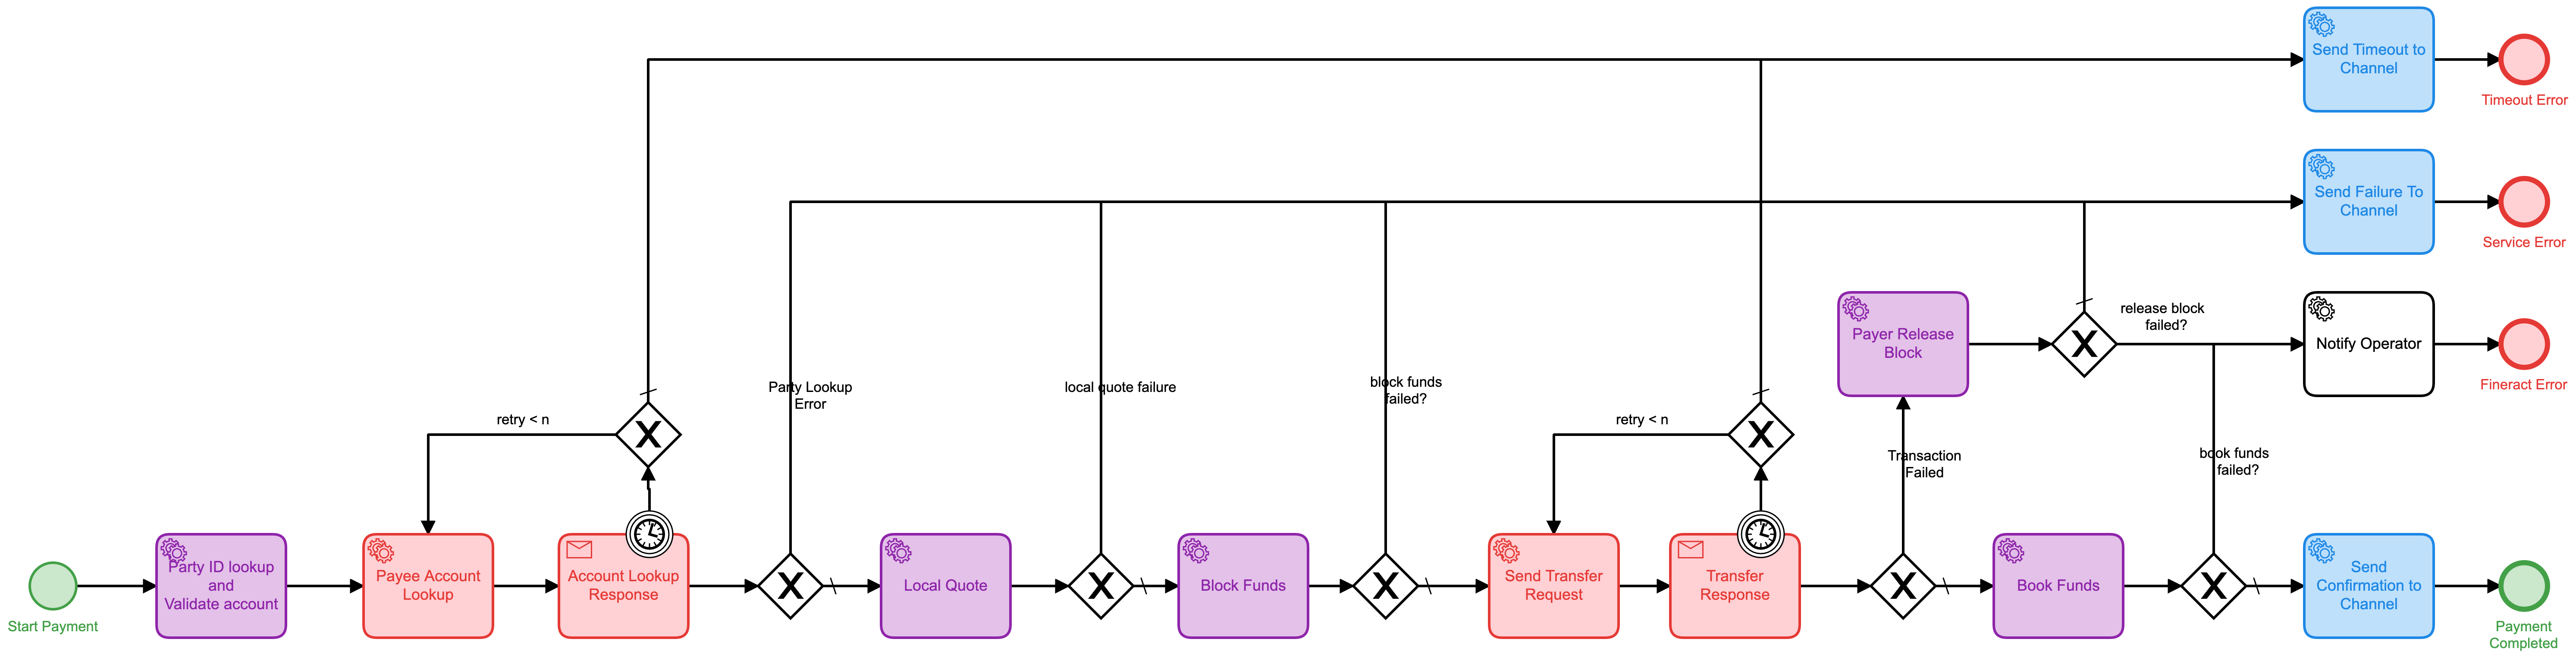 Send Timeout to
Channel
Timeout Error
Send Failure To
Channel
Service Error
Payer Release
Block
release block
failed?
Notify Operator
Fineract Error
Party Lookup
Error
local quote failure
block funds
failed?
retry < n
retry < n
Transaction
Failed
book funds
failed?
Start Payment
Party ID lookup
and
Validate account
Payee Account
Lookup
Account Lookup
Response
Local Quote
Block Funds
Send Transfer
Request
Transfer
Response
Book Funds
Send
Confirmation to
Channel
Payment
Completed